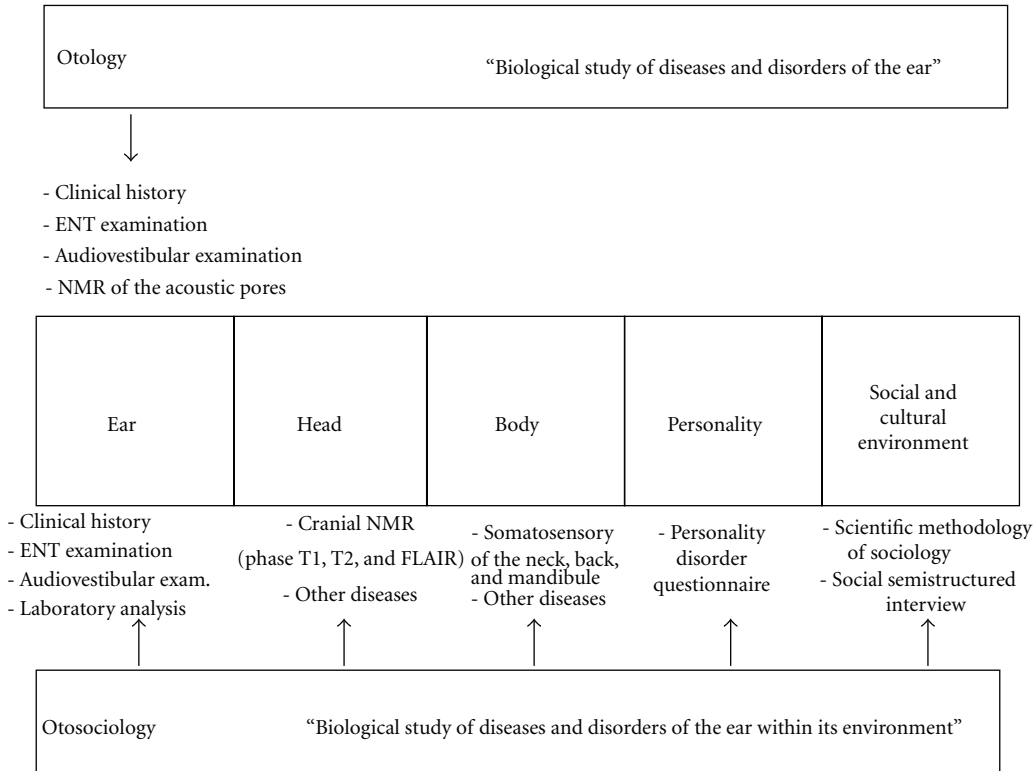 Otology
“Biological study of diseases and disorders of the ear”
- Clinical history
- ENT examination
- Audiovestibular examination
- NMR of the acoustic pores
Ear
Head
Body
Personality
Social and
cultural
environment
- Clinical history
- ENT examination
- Audiovestibular exam.
- Laboratory analysis
- Cranial NMR
(phase T1, T2, and FLAIR)
- Other diseases
- Somatosensory
of the neck, back,
and mandibule
- Other diseases
- Personality
disorder
questionnaire
- Scientific methodology
of sociology
- Social semistructured
interview
Otosociology
“Biological study of diseases and disorders of the ear within its environment”